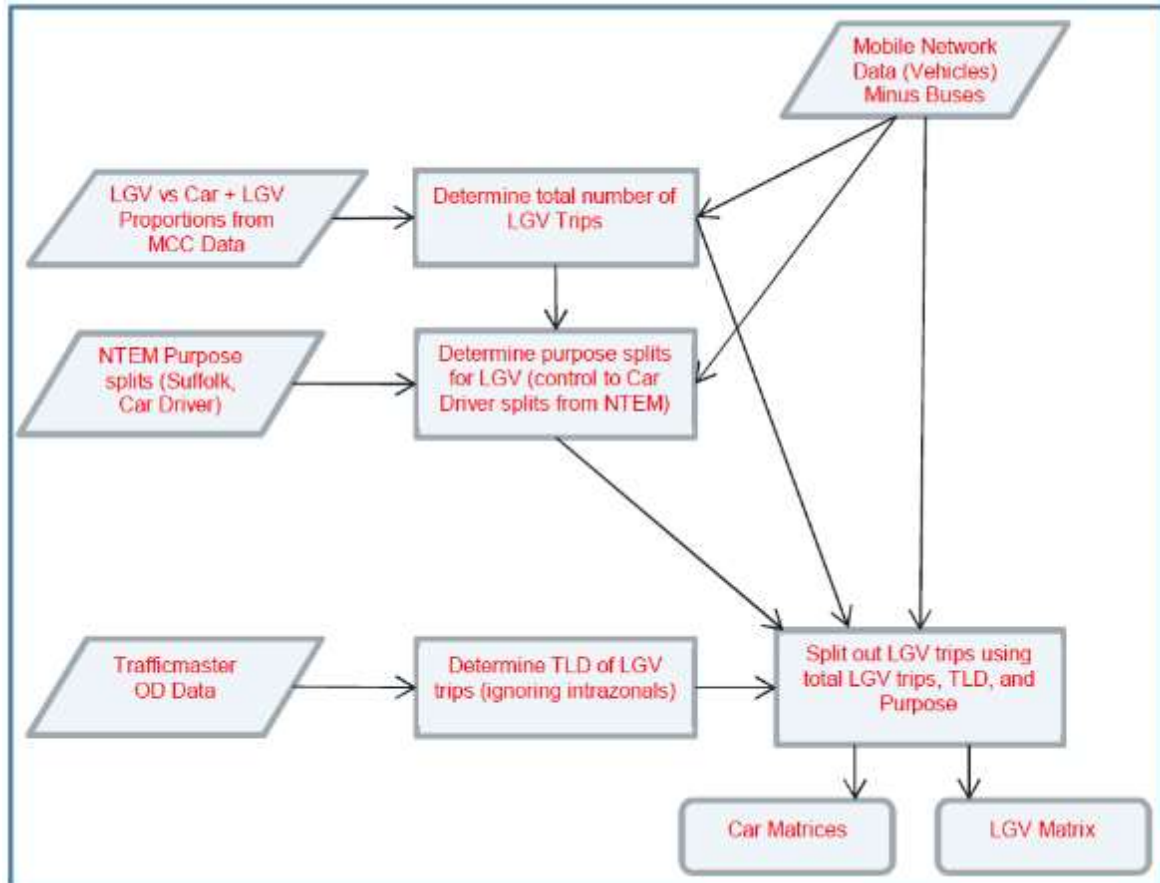 Mobile Network
Data (Vehicles)
Minus Buses
LGV vs Car + LGV
Proportions from
MCC Data
Determine total number of
LGV Trips
NTEM Purpose
splits (Suffolk,
Car Driver)
Determine purpose splits
for LGV (control to Car
Driver splits from NTEM)
Trafficmaster
OD Data
Determine TLD of LGV
trips (ignoring intrazonals)
Split out LGV trips using
total LGV trips, TLD, and
Purpose
Car Matrices
LGV Matrix